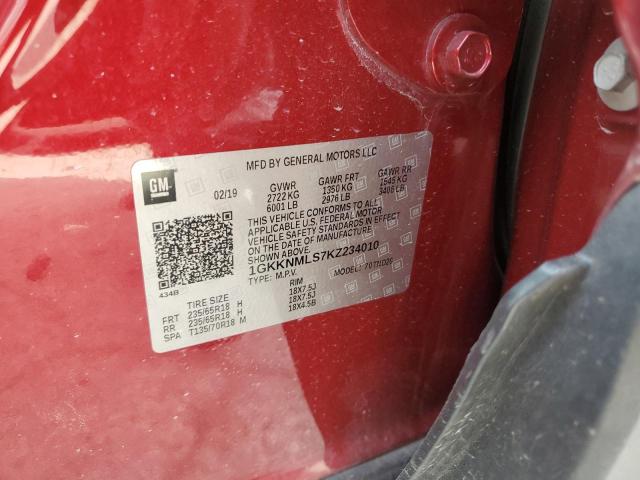 MFD BY GENERAL MOTORS LLC
GM
02/19
GVWR
2722 KG
6001 LB
GAWR FRT
1350 KG
2976 LB
GAWR RR
1545 KG
3406 LB
THIS VEHICLE CONFORMS TO ALL
APPLICABLE U.S. FEDERAL MOTOR
VEHICLE SAFETY STANDARDS IN EFFECT
ON THE DATE OF MANUFACTURE SHOWN ABOVE.
1GKKNMLS7KZ234010
TYPE: M.P.V.
MODEL:
434B
TIRE SIZE RIM
FRT 235/65R18 H 18X7.5J
RR 235/65R18 H 18X7.5J
SPA T135/70R18 M 18X4.5B